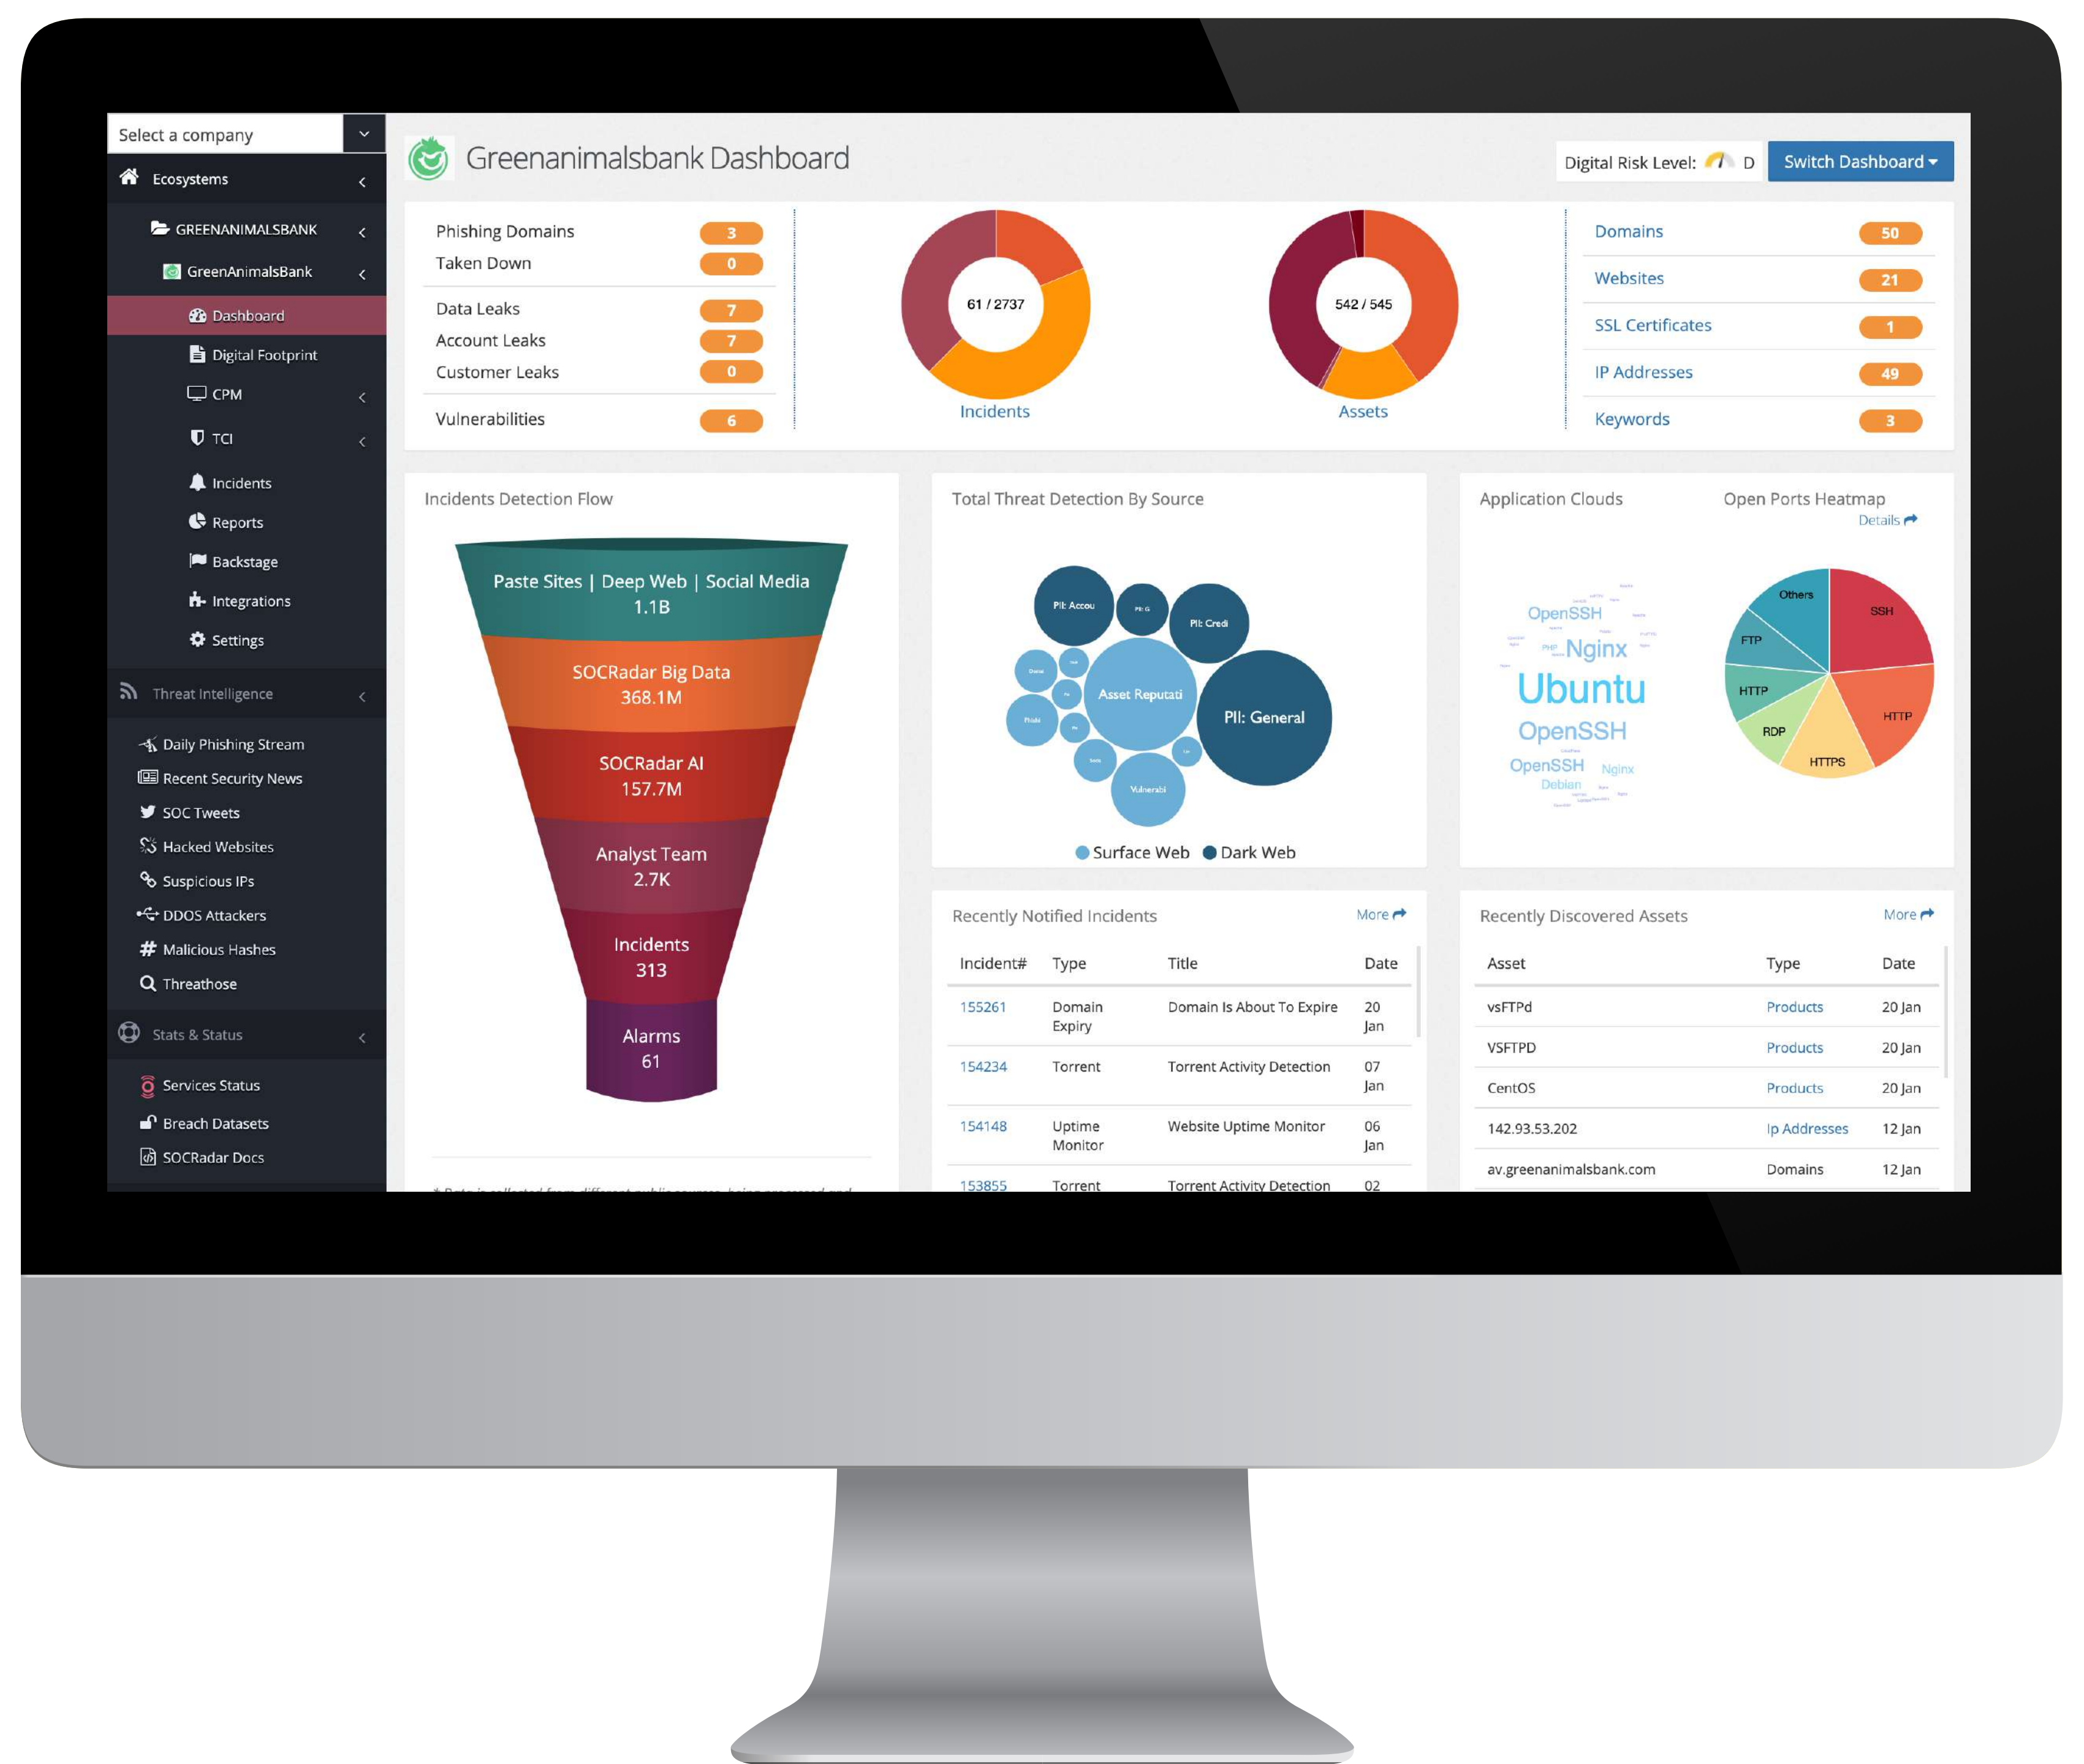 Select a company
Ecosystems
GREENANIMALSBANK
GreenAnimalsBank
Dashboard
Digital Footprint
CPM
TCI
Incidents
Reports
Backstage
Integrations
Settings
Threat Intelligence
Daily Phishing Stream
Recent Security News
SOC Tweets
Hacked Websites
Suspicious IPs
DDOS Attackers
# Malicious Hashes
Threathose
Stats & Status
Services Status
Breach Datasets
SOCRadar Docs
Greenanimalsbank Dashboard
Digital Risk Level: D
Switch Dashboard
Phishing Domains 3
Taken Down 0
Data Leaks 7
Account Leaks 7
Customer Leaks 0
Vulnerabilities 6
61 / 2737
Incidents
542 / 545
Assets
Domains 50
Websites 21
SSL Certificates 1
IP Addresses 49
Keywords 3
Incidents Detection Flow
Paste Sites | Deep Web | Social Media
1.1B
SOCRadar Big Data
368.1M
SOCRadar AI
157.7M
Analyst Team
2.7K
Incidents
313
Alarms
61
Total Threat Detection By Source
PII: Accou
PII: G
PII: Credi
Asset Reputati
PII: General
Vulnerabi
Surface Web Dark Web
Application Clouds
OpenSSH
PHP Nginx
Ubuntu
OpenSSH
OpenSSH Nginx
Debian
Open Ports Heatmap
Details
Others
SSH
FTP
HTTP
HTTP
RDP
HTTPS
Recently Notified Incidents More
Incident# Type Title Date
155261 Domain Expiry Domain Is About To Expire 20 Jan
154234 Torrent Torrent Activity Detection 07 Jan
154148 Uptime Monitor Website Uptime Monitor 06 Jan
153855 Torrent Torrent Activity Detection 02
Recently Discovered Assets More
Asset Type Date
vsFTPd Products 20 Jan
VSFTPD Products 20 Jan
CentOS Products 20 Jan
142.93.53.202 Ip Addresses 12 Jan
av.greenanimalsbank.com Domains 12 Jan